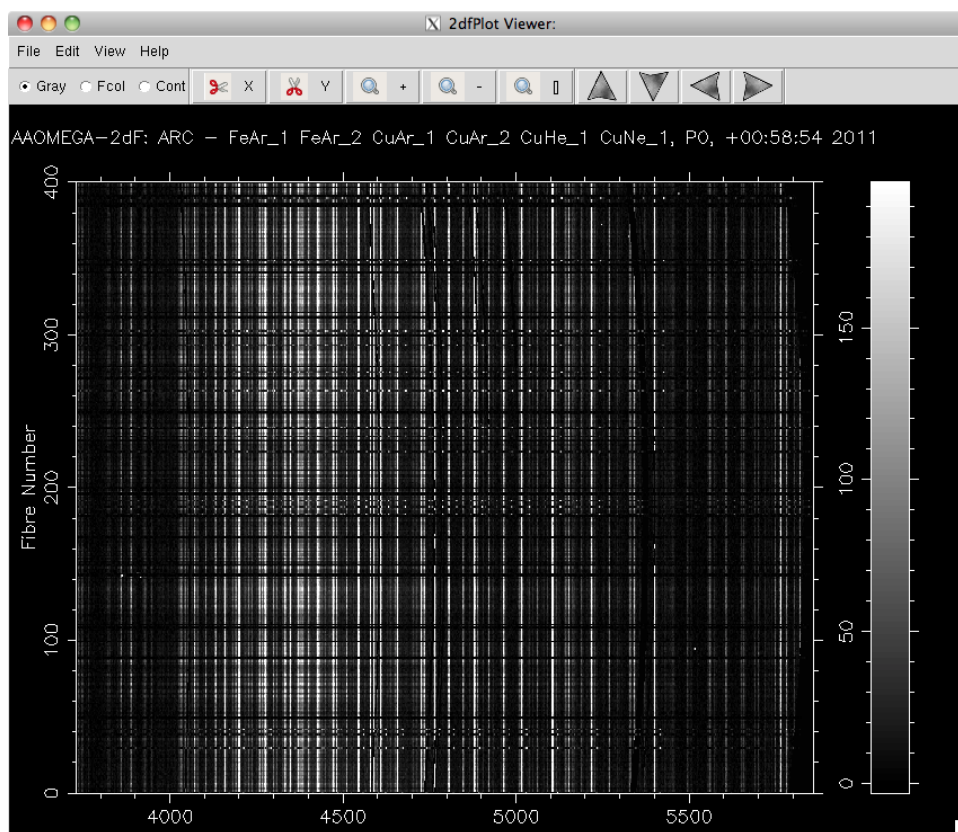 2dfPlot Viewer:
File Edit View Help
Gray Fcol Cont X Y + - []
AAOMEGA-2dF: ARC - FeAr_1 FeAr_2 CuAr_1 CuAr_2 CuHe_1 CuNe_1, P0, +00:58:54 2011
400
300
200
100
0
Fibre Number
4000 4500 5000 5500
150
100
50
0